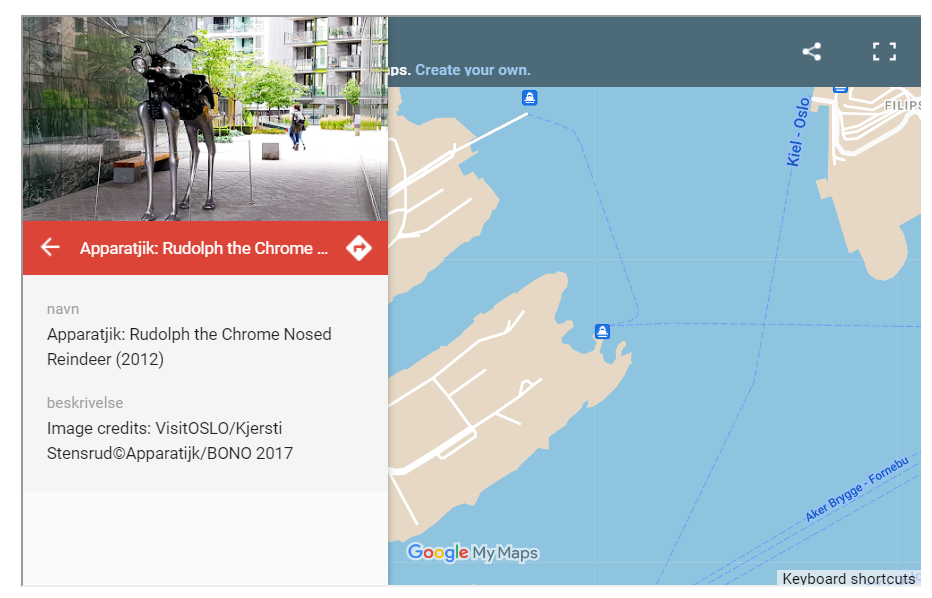 ps. Create your own.
Apparatjik: Rudolph the Chrome ...
navn
Apparatjik: Rudolph the Chrome Nosed
Reindeer (2012)
beskrivelse
Image credits: VisitOSLO/Kjersti
Stensrud©Apparatijk/BONO 2017
Kiel - Oslo
FILIPS
Aker Brygge - Fornebu
Google My Maps
Keyboard shortcuts